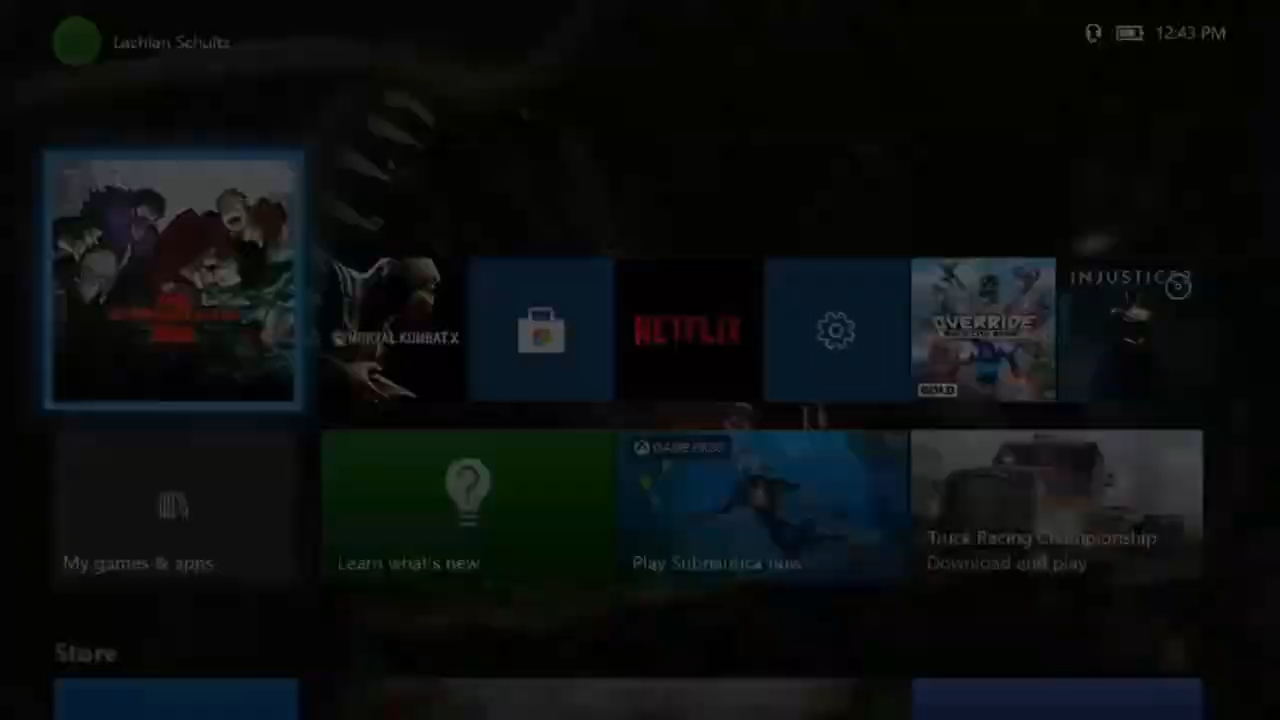 Lachlan Schultz
12:43 PM
MORTAL KOMBAT X
NETFLIX
OVERRIDE
GOLD
INJUSTICE 2
GAME PASS
My games & apps
Learn what's new
Play Subnautica now
Truck Racing Championship
Download and play
Store